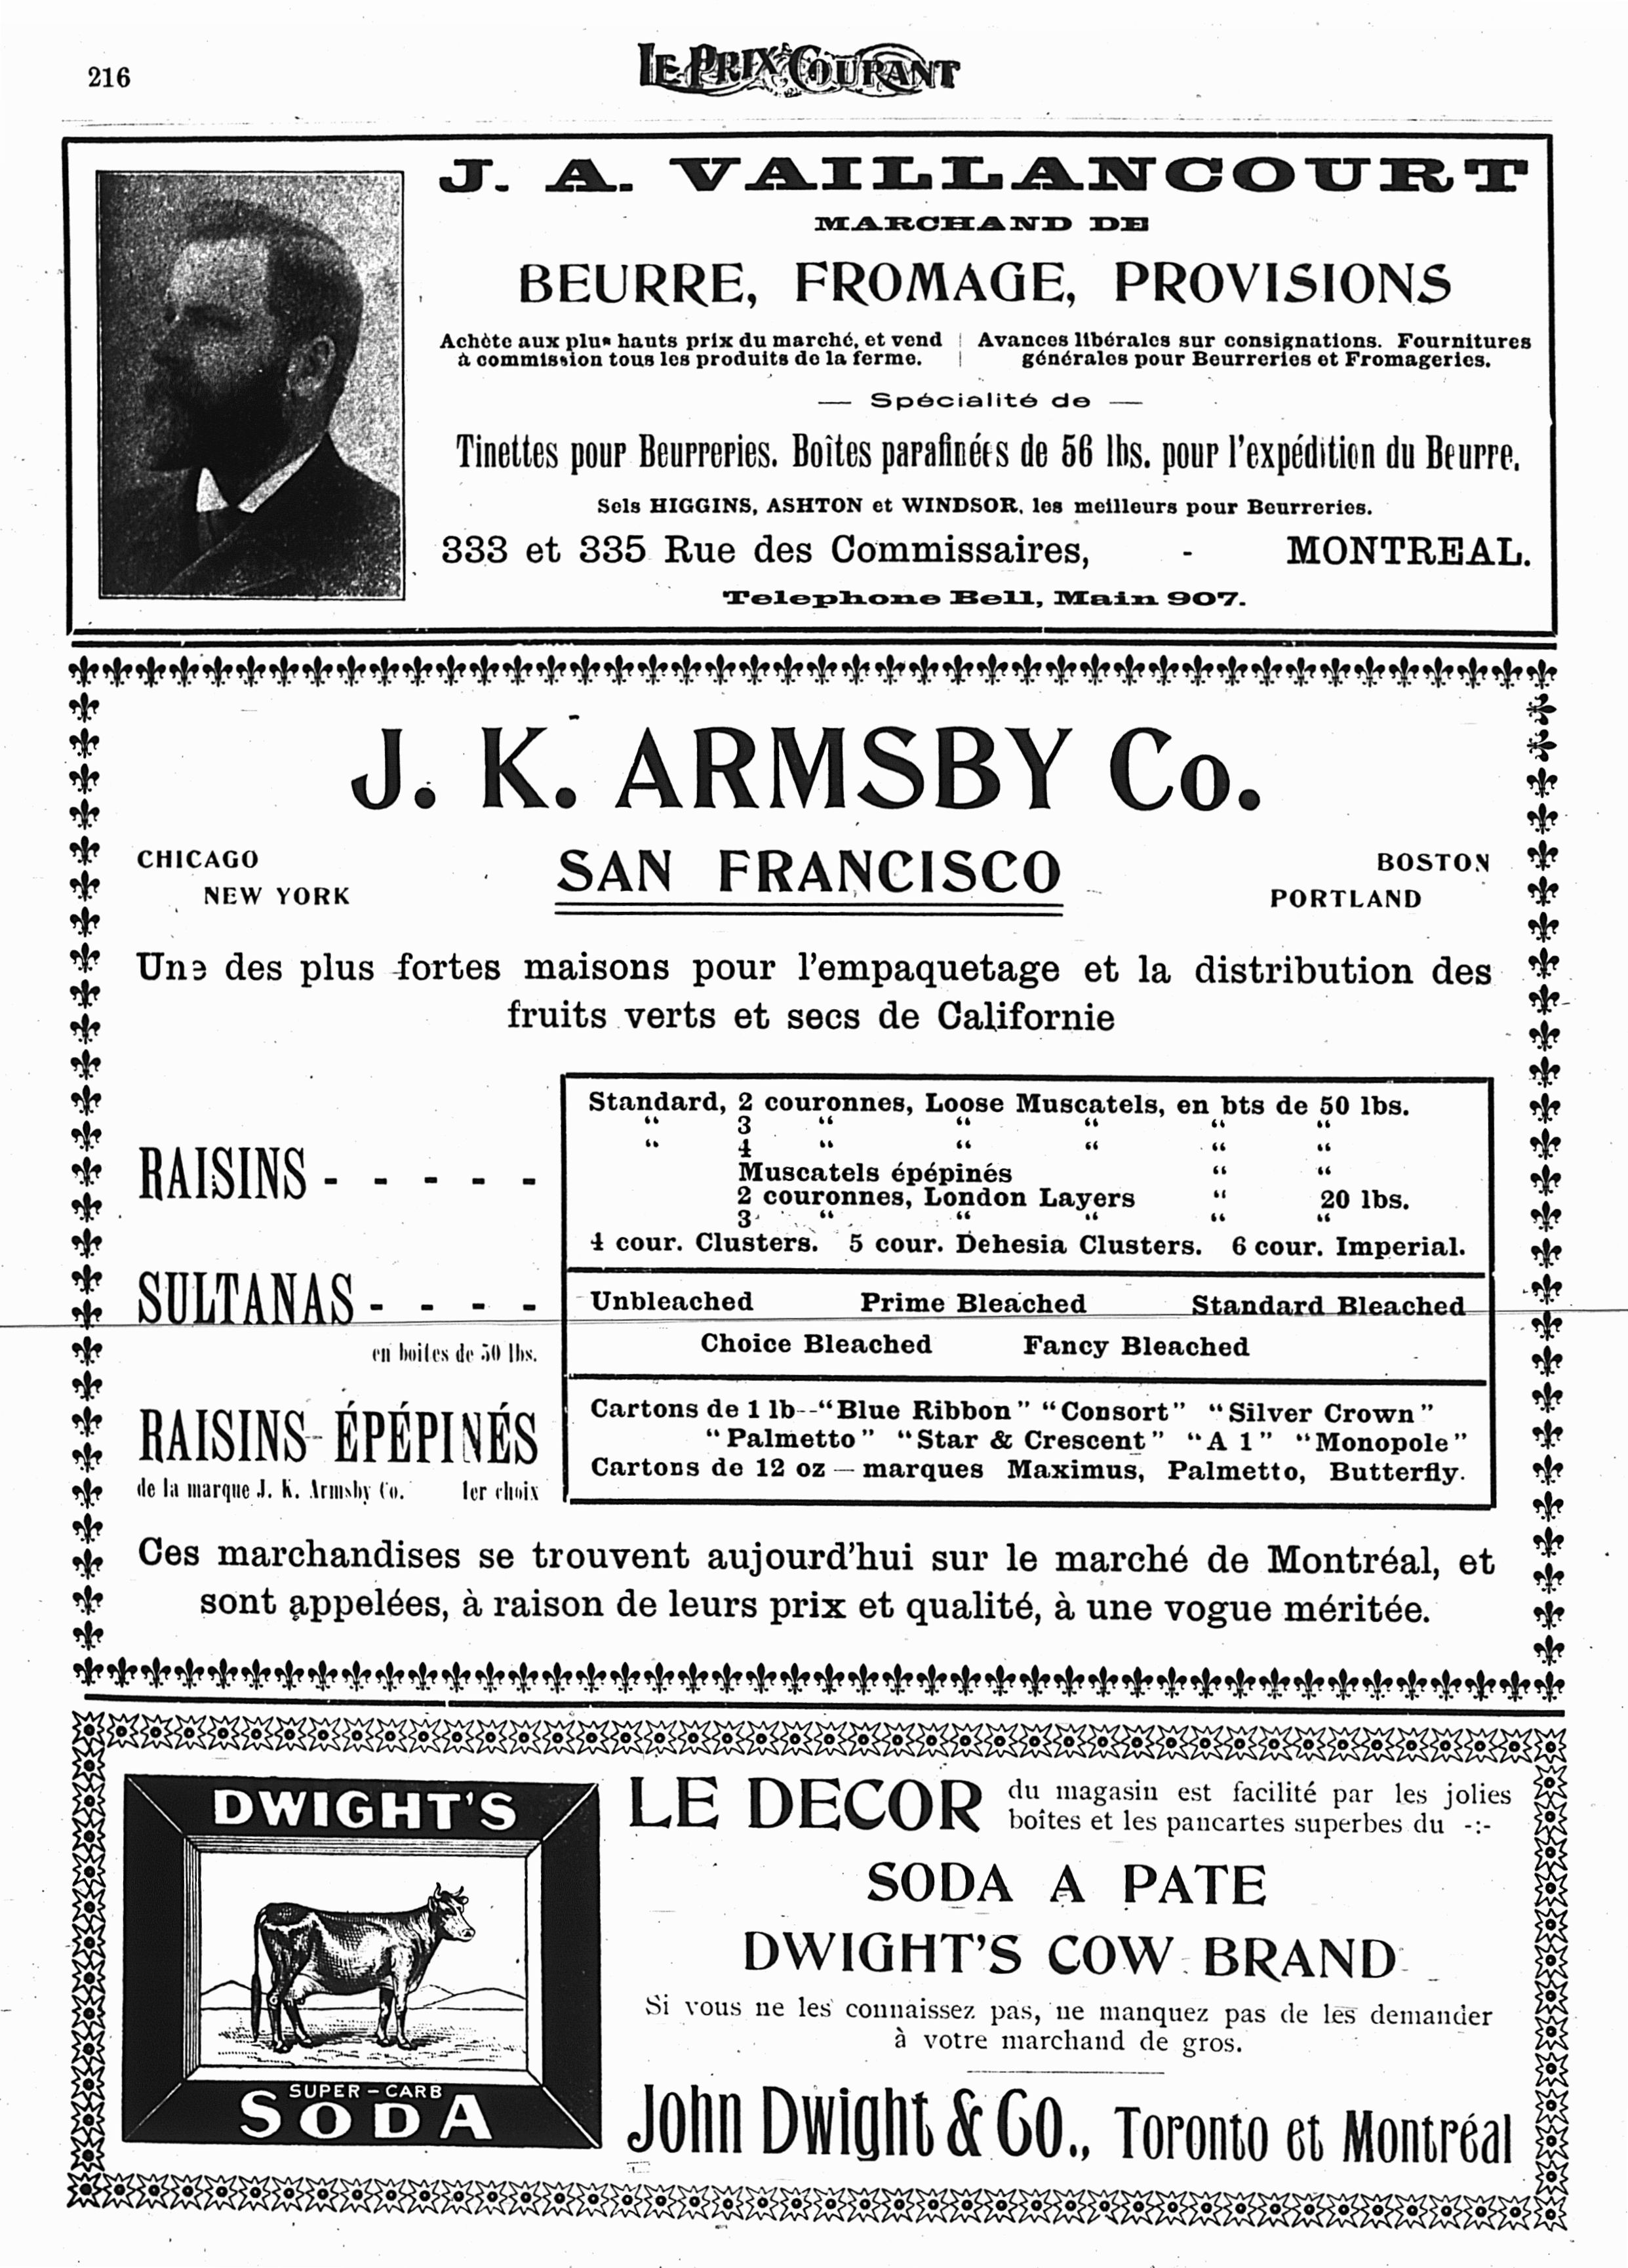 216
LE PRIX COURANT
J. A. VAILLANCOURT
MARCHAND DE
BEURRE, FROMAGE, PROVISIONS
Achète aux plus hauts prix du marché, et vend
à commission tous les produits de la ferme.
Avances libérales sur consignations. Fournitures
générales pour Beurreries et Fromageries.
— Spécialité de —
Tinettes pour Beurreries. Boîtes parafinées de 56 lbs. pour l'expédition du Beurre.
Sels HIGGINS, ASHTON et WINDSOR, les meilleurs pour Beurreries.
333 et 335 Rue des Commissaires, - MONTREAL.
Telephone Bell, Main 907.
J. K. ARMSBY Co.
CHICAGO
NEW YORK
SAN FRANCISCO
BOSTON
PORTLAND
Une des plus fortes maisons pour l'empaquetage et la distribution des
fruits verts et secs de Californie
RAISINS - - - - -
Standard, 2 couronnes, Loose Muscatels, en bts de 50 lbs.
“ 3 “ “ “ “ “
“ 4 “ “ “ “ “
Muscatels épépinés “ “
2 couronnes, London Layers “ 20 lbs.
3 “ “ “ “ “
4 cour. Clusters. 5 cour. Dehesia Clusters. 6 cour. Imperial.
SULTANAS - - - -
en boites de 50 lbs.
Unbleached Prime Bleached Standard Bleached
Choice Bleached Fancy Bleached
RAISINS ÉPÉPINÉS
de la marque J. K. Armsby Co. 1er choix
Cartons de 1 lb--“Blue Ribbon” “Consort” “Silver Crown”
“Palmetto” “Star & Crescent” “A 1” “Monopole”
Cartons de 12 oz — marques Maximus, Palmetto, Butterfly.
Ces marchandises se trouvent aujourd'hui sur le marché de Montréal, et
sont appelées, à raison de leurs prix et qualité, à une vogue méritée.
DWIGHT'S
SUPER-CARB
SODA
LE DECOR du magasin est facilité par les jolies
boîtes et les pancartes superbes du -:-
SODA A PATE
DWIGHT'S COW BRAND
Si vous ne les connaissez pas, ne manquez pas de les demander
à votre marchand de gros.
John Dwight & Co., Toronto et Montréal